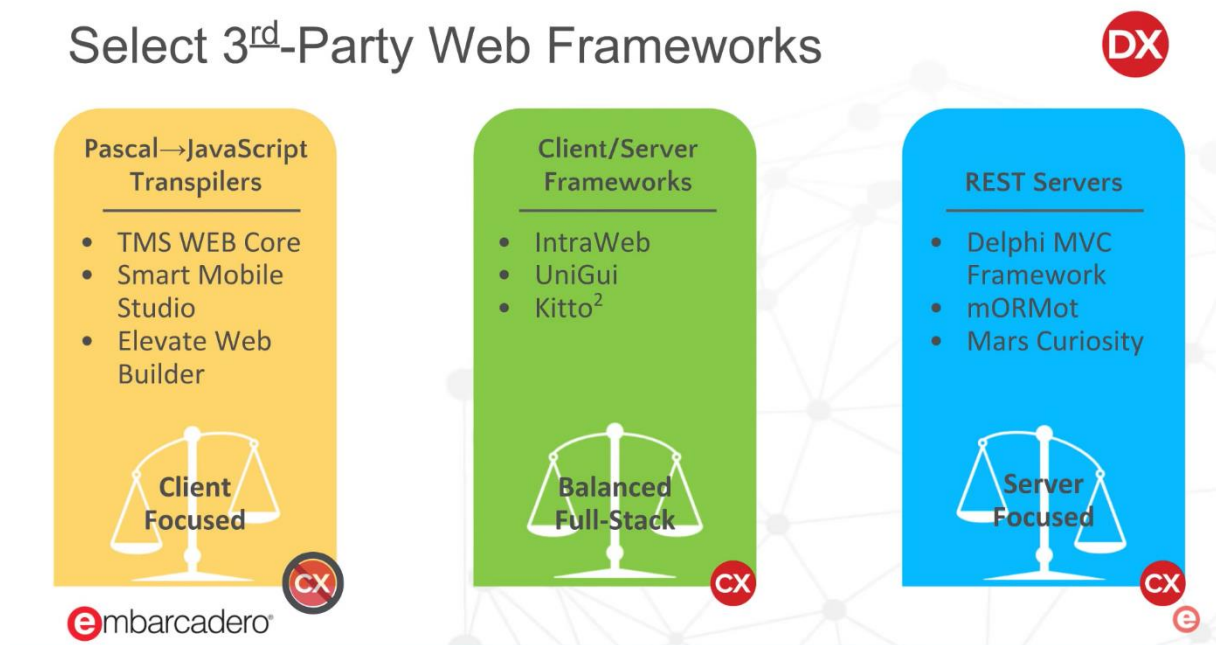 Select 3rd-Party Web Frameworks
DX
Pascal→JavaScript
Transpilers
• TMS WEB Core
• Smart Mobile
Studio
• Elevate Web
Builder
Client
Focused
CX
Client/Server
Frameworks
• IntraWeb
• UniGui
• Kitto²
Balanced
Full-Stack
CX
REST Servers
• Delphi MVC
Framework
• mORMot
• Mars Curiosity
Server
Focused
CX
embarcadero®
e